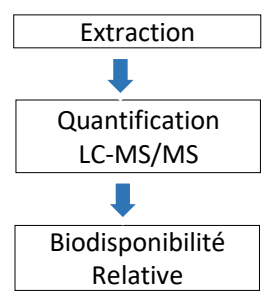 Extraction
Quantification
LC-MS/MS
Biodisponibilité
Relative